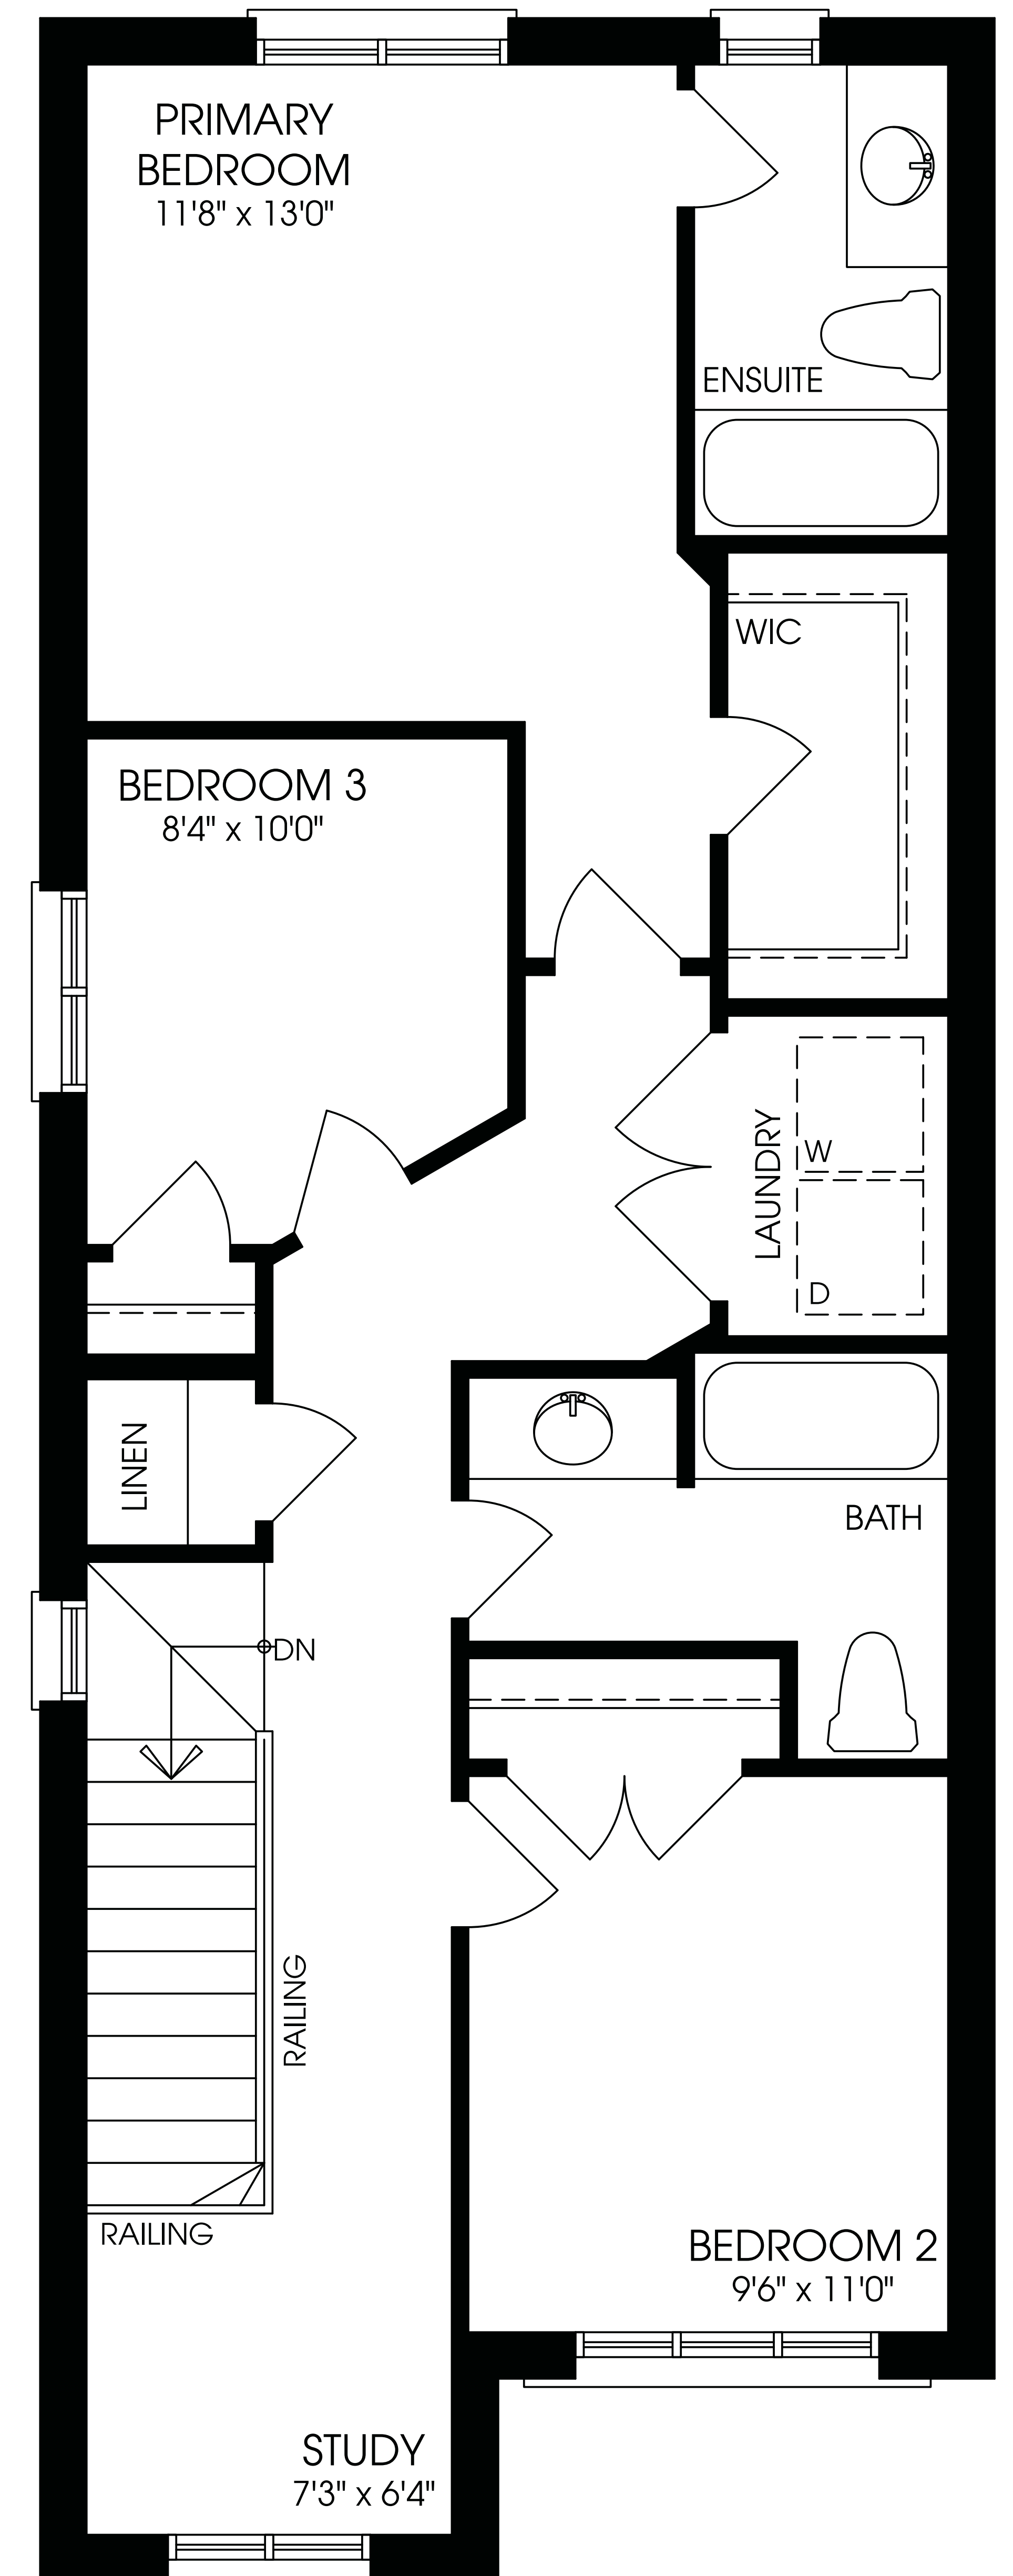 PRIMARY
BEDROOM
11'8" x 13'0"
ENSUITE
WIC
BEDROOM 3
8'4" x 10'0"
LAUNDRY
W
D
LINEN
BATH
DN
RAILING
RAILING
BEDROOM 2
9'6" x 11'0"
STUDY
7'3" x 6'4"